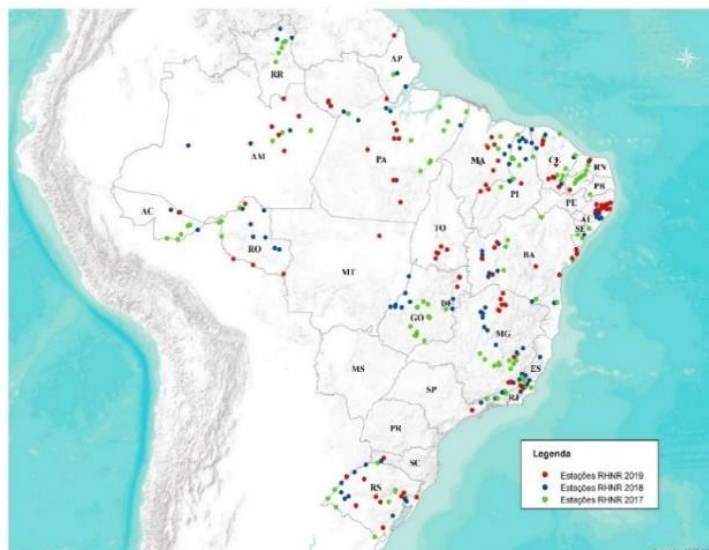 RR
AP
AM
PA
MA
CE
RN
PB
PI
PE
AL
SE
AC
RO
TO
BA
MT
DF
GO
MG
MS
ES
SP
RJ
PR
SC
RS
Legenda
Estações RHNR 2019
Estações RHNR 2018
Estações RHNR 2017